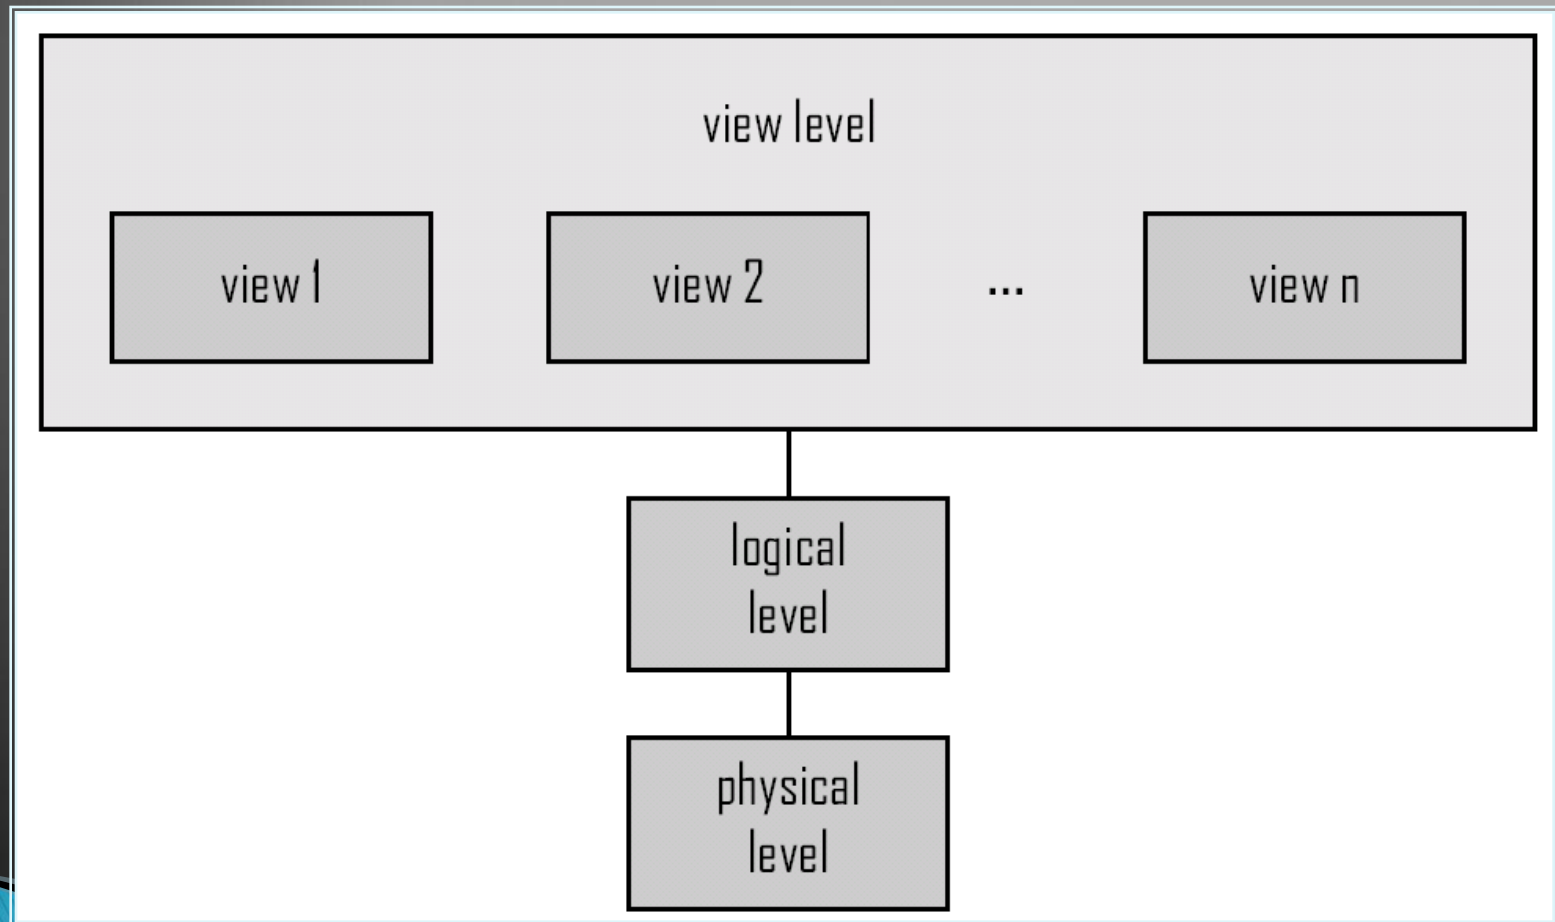 view level
view 1
view 2
...
view n
logical
level
physical
level